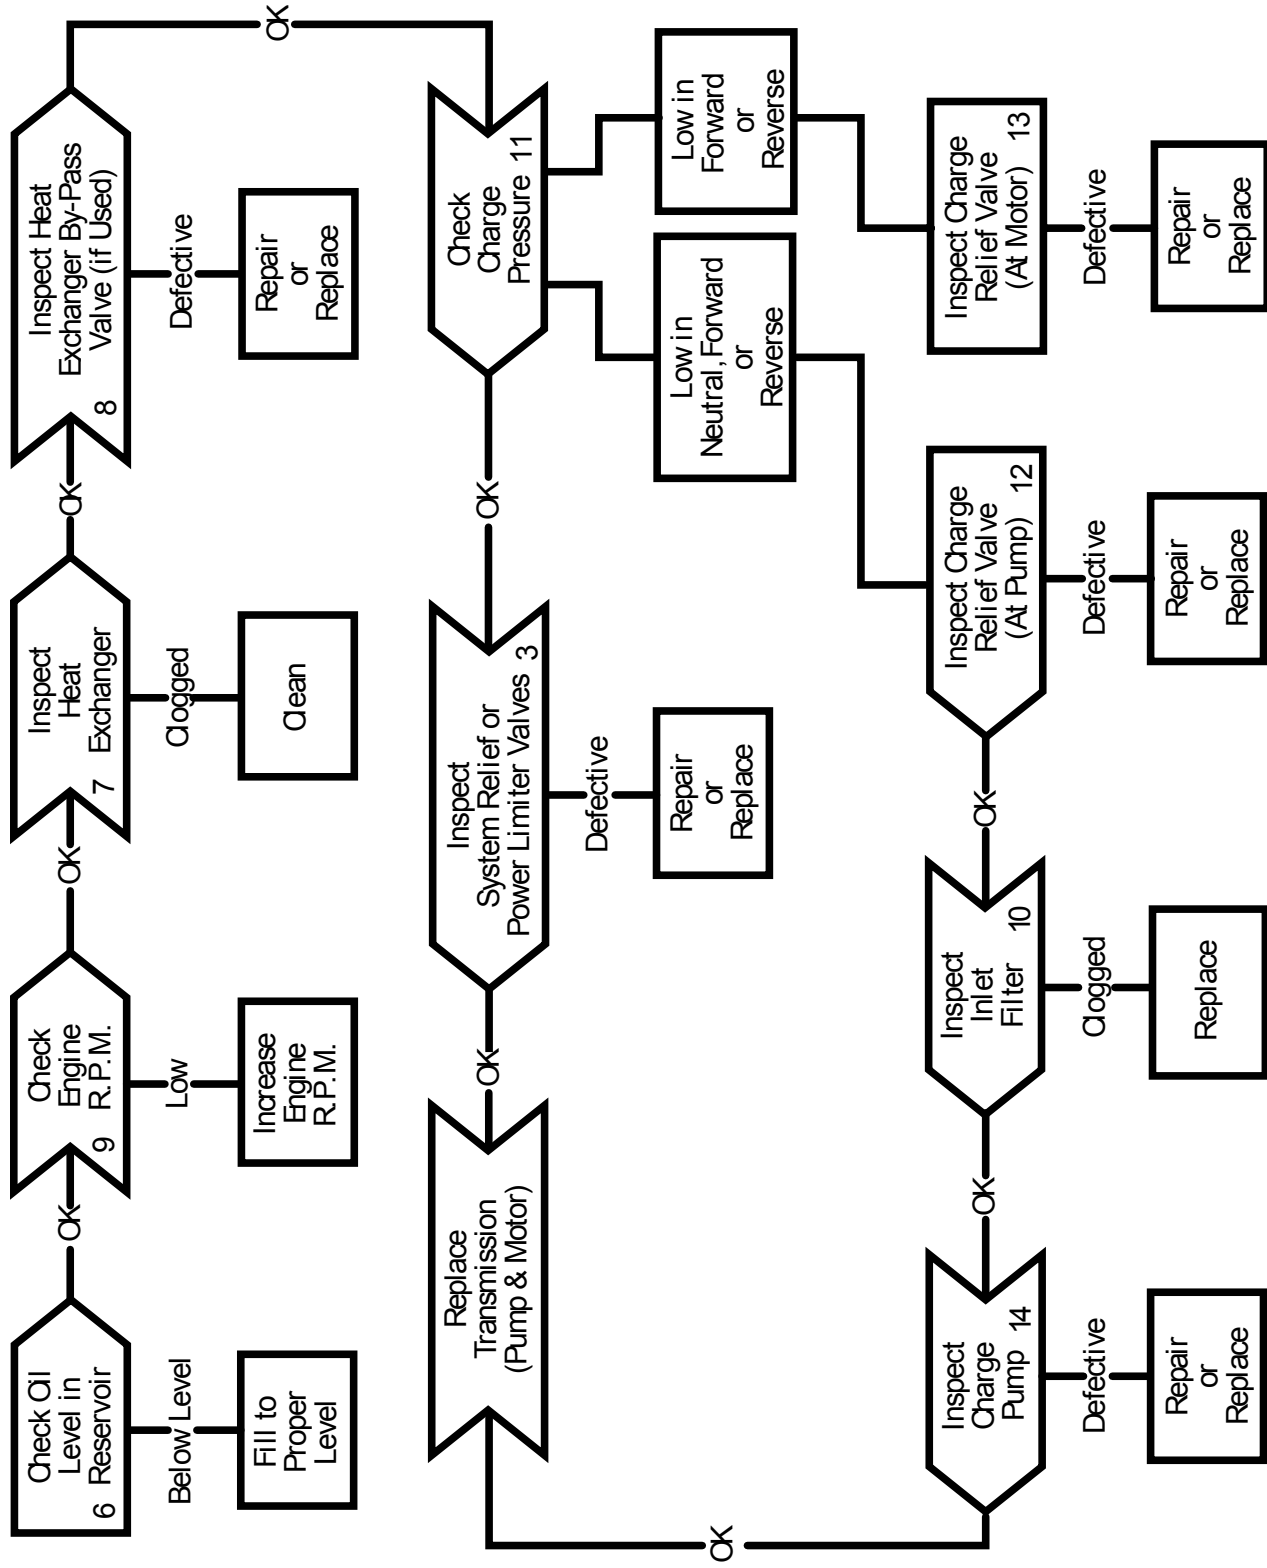 Check Oil
Level in
6 Reservoir
Below Level
Fill to
Proper
Level
OK
Check
Engine
9 R.P.M.
Low
Increase
Engine
R.P.M.
OK
Inspect
Heat
7 Exchanger
Clogged
Clean
OK
Inspect Heat
Exchanger By-Pass
8 Valve (if Used)
Defective
Repair
or
Replace
OK
Check
Charge
Pressure 11
OK
Inspect
System Relief or
Power Limiter Valves 3
Defective
Repair
or
Replace
OK
Replace
Transmission
(Pump & Motor)
Low in
Neutral, Forward
or
Reverse
Low in
Forward
or
Reverse
Inspect Charge
Relief Valve
(At Motor) 13
Defective
Repair
or
Replace
Inspect Charge
Relief Valve
(At Pump) 12
Defective
Repair
or
Replace
OK
Inspect
Inlet
Filter 10
Clogged
Replace
OK
Inspect
Charge
Pump 14
Defective
Repair
or
Replace
OK